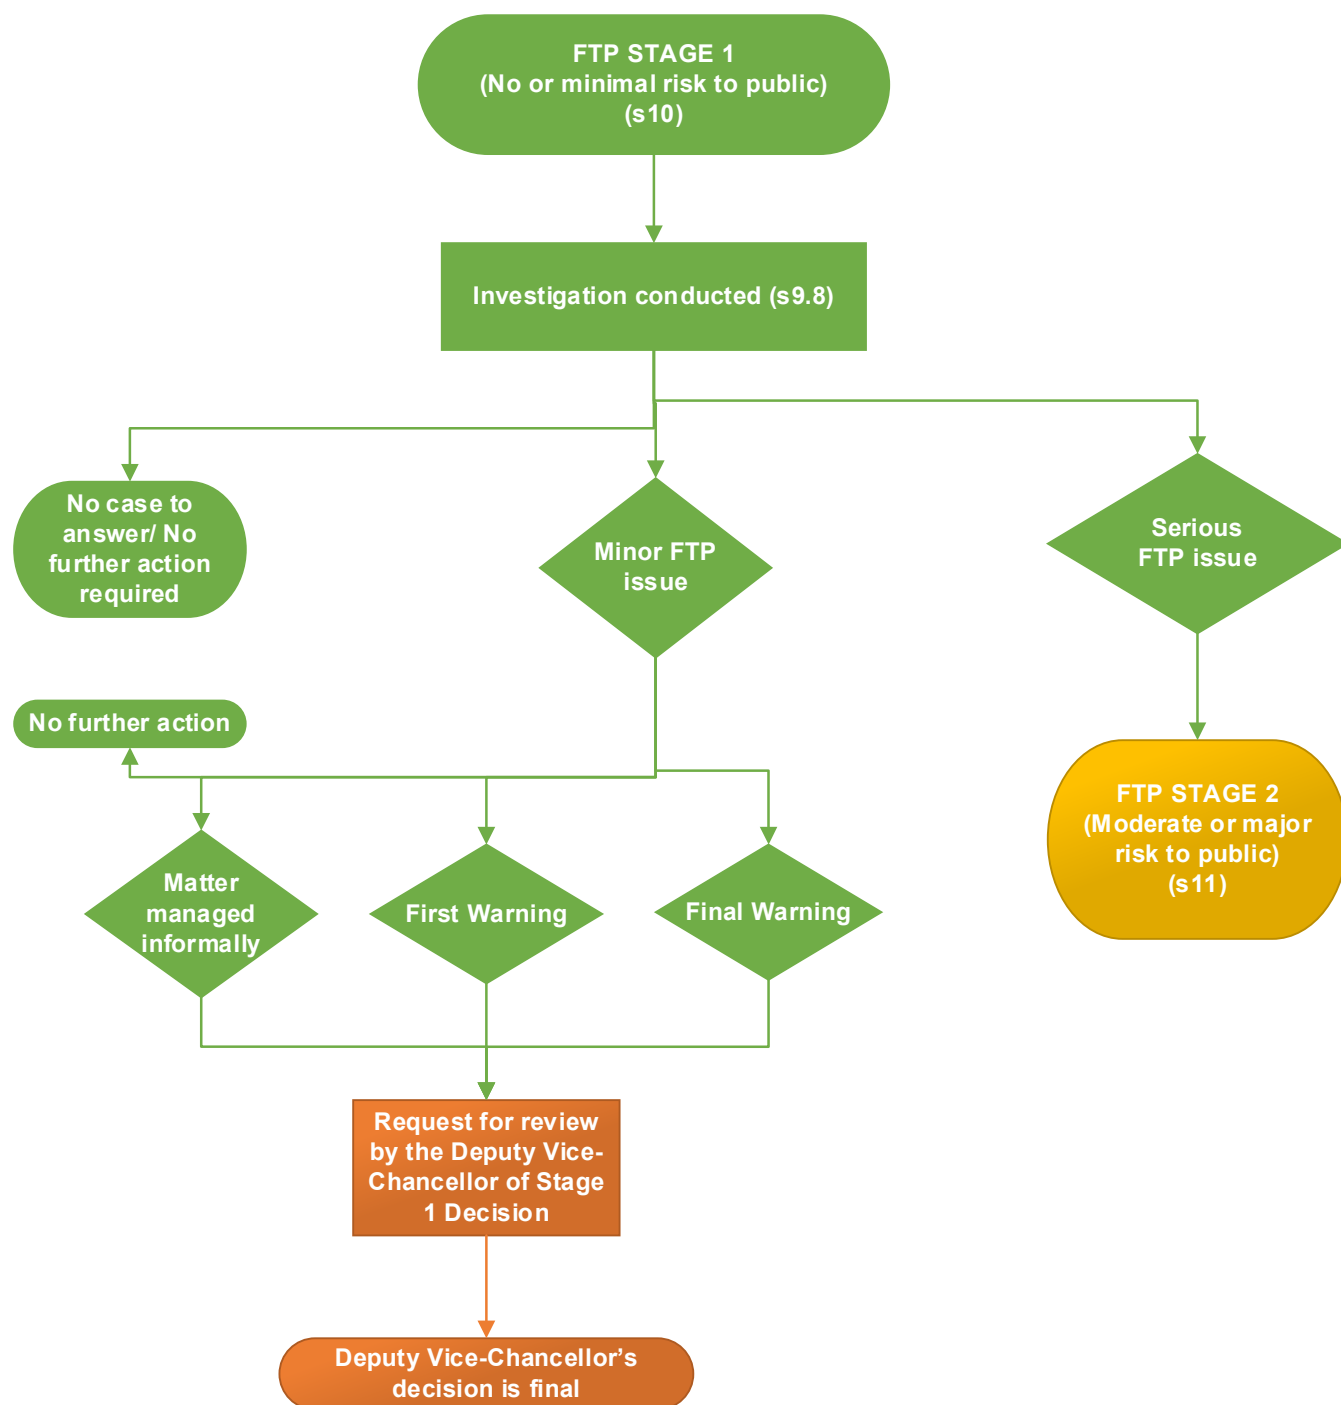 FTP STAGE 1
(No or minimal risk to public)
(s10)
Investigation conducted (s9.8)
No case to
answer/ No
further action
required
Minor FTP
issue
Serious
FTP issue
No further action
FTP STAGE 2
(Moderate or major
risk to public)
(s11)
Matter
managed
informally
First Warning
Final Warning
Request for review
by the Deputy Vice-
Chancellor of Stage
1 Decision
Deputy Vice-Chancellor’s
decision is final